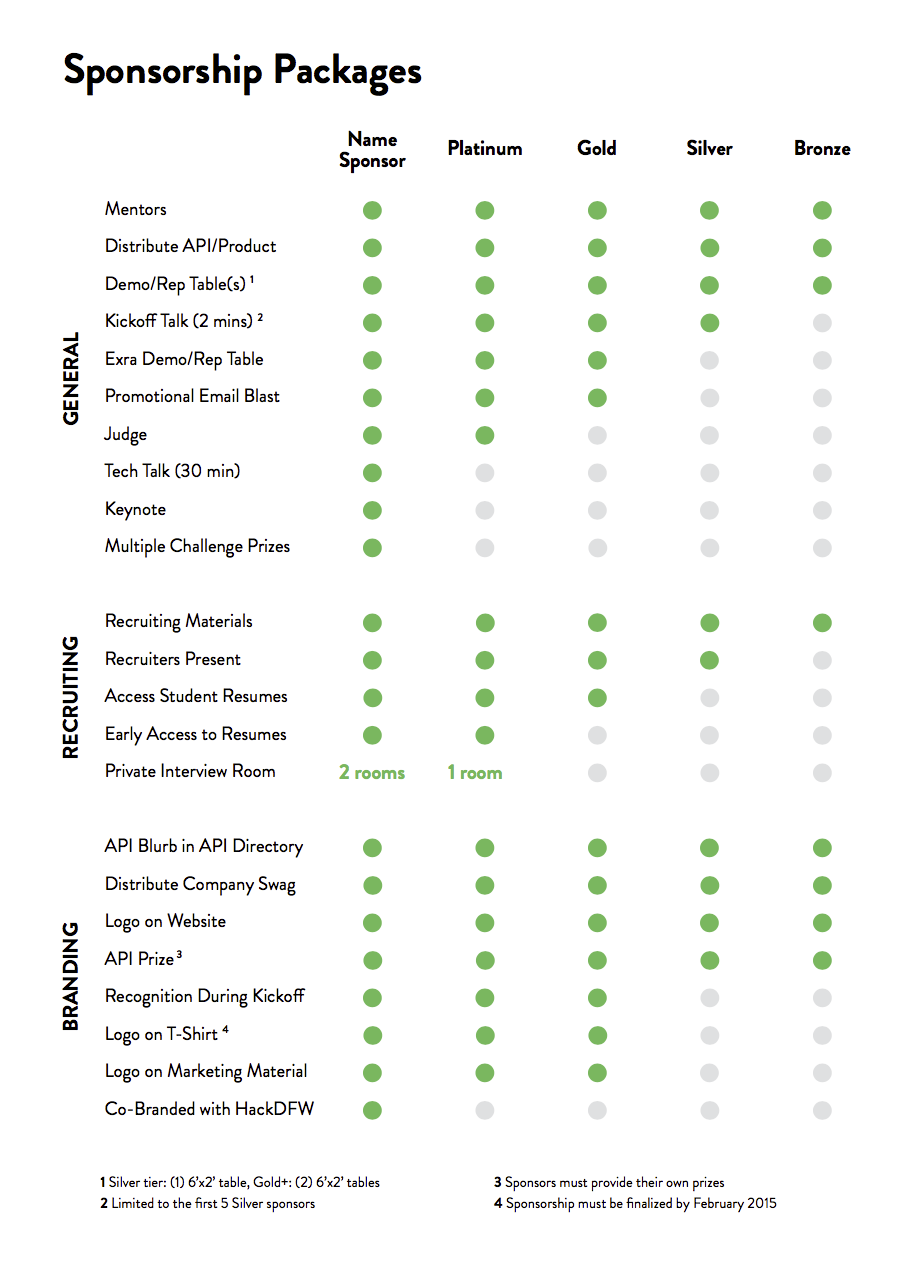 Sponsorship Packages
Name
Sponsor
Platinum
Gold
Silver
Bronze
GENERAL
Mentors
Distribute API/Product
Demo/Rep Table(s) ¹
Kickoff Talk (2 mins) ²
Exra Demo/Rep Table
Promotional Email Blast
Judge
Tech Talk (30 min)
Keynote
Multiple Challenge Prizes
RECRUITING
Recruiting Materials
Recruiters Present
Access Student Resumes
Early Access to Resumes
Private Interview Room 2 rooms 1 room
BRANDING
API Blurb in API Directory
Distribute Company Swag
Logo on Website
API Prize ³
Recognition During Kickoff
Logo on T-Shirt ⁴
Logo on Marketing Material
Co-Branded with HackDFW
1 Silver tier: (1) 6'x2' table, Gold+: (2) 6'x2' tables
2 Limited to the first 5 Silver sponsors
3 Sponsors must provide their own prizes
4 Sponsorship must be finalized by February 2015